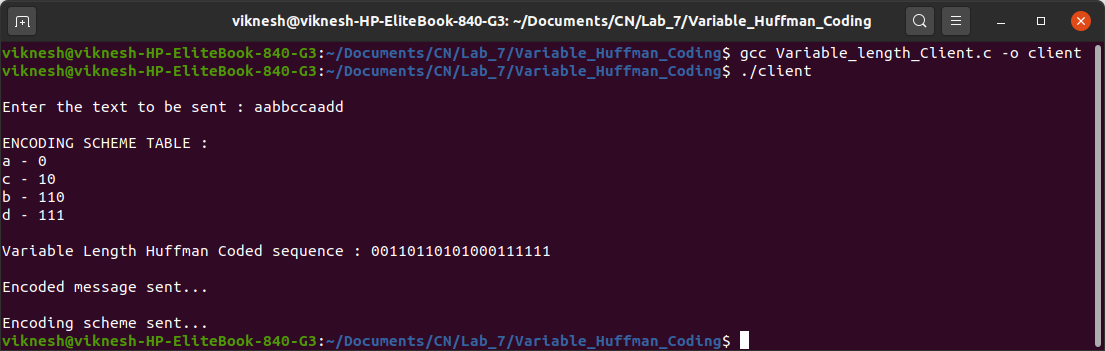 viknesh@viknesh-HP-EliteBook-840-G3: ~/Documents/CN/Lab_7/Variable_Huffman_Coding
viknesh@viknesh-HP-EliteBook-840-G3:~/Documents/CN/Lab_7/Variable_Huffman_Coding$ gcc Variable_length_Client.c -o client
viknesh@viknesh-HP-EliteBook-840-G3:~/Documents/CN/Lab_7/Variable_Huffman_Coding$ ./client
Enter the text to be sent : aabbccaadd
ENCODING SCHEME TABLE :
a - 0
c - 10
b - 110
d - 111
Variable Length Huffman Coded sequence : 00110110101000111111
Encoded message sent...
Encoding scheme sent...
viknesh@viknesh-HP-EliteBook-840-G3:~/Documents/CN/Lab_7/Variable_Huffman_Coding$